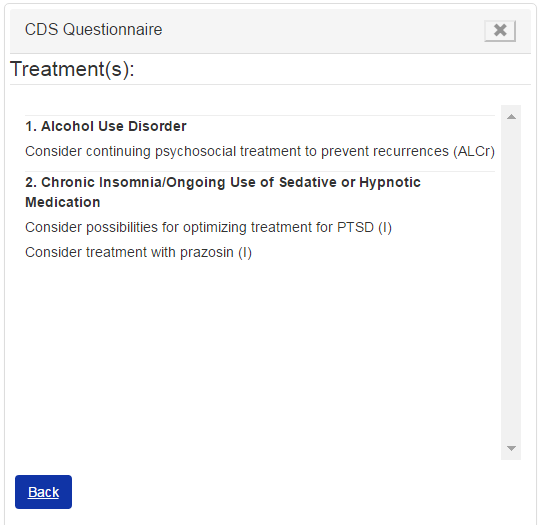 CDS Questionnaire
Treatment(s):
1. Alcohol Use Disorder
Consider continuing psychosocial treatment to prevent recurrences (ALCr)
2. Chronic Insomnia/Ongoing Use of Sedative or Hypnotic
Medication
Consider possibilities for optimizing treatment for PTSD (I)
Consider treatment with prazosin (I)
Back